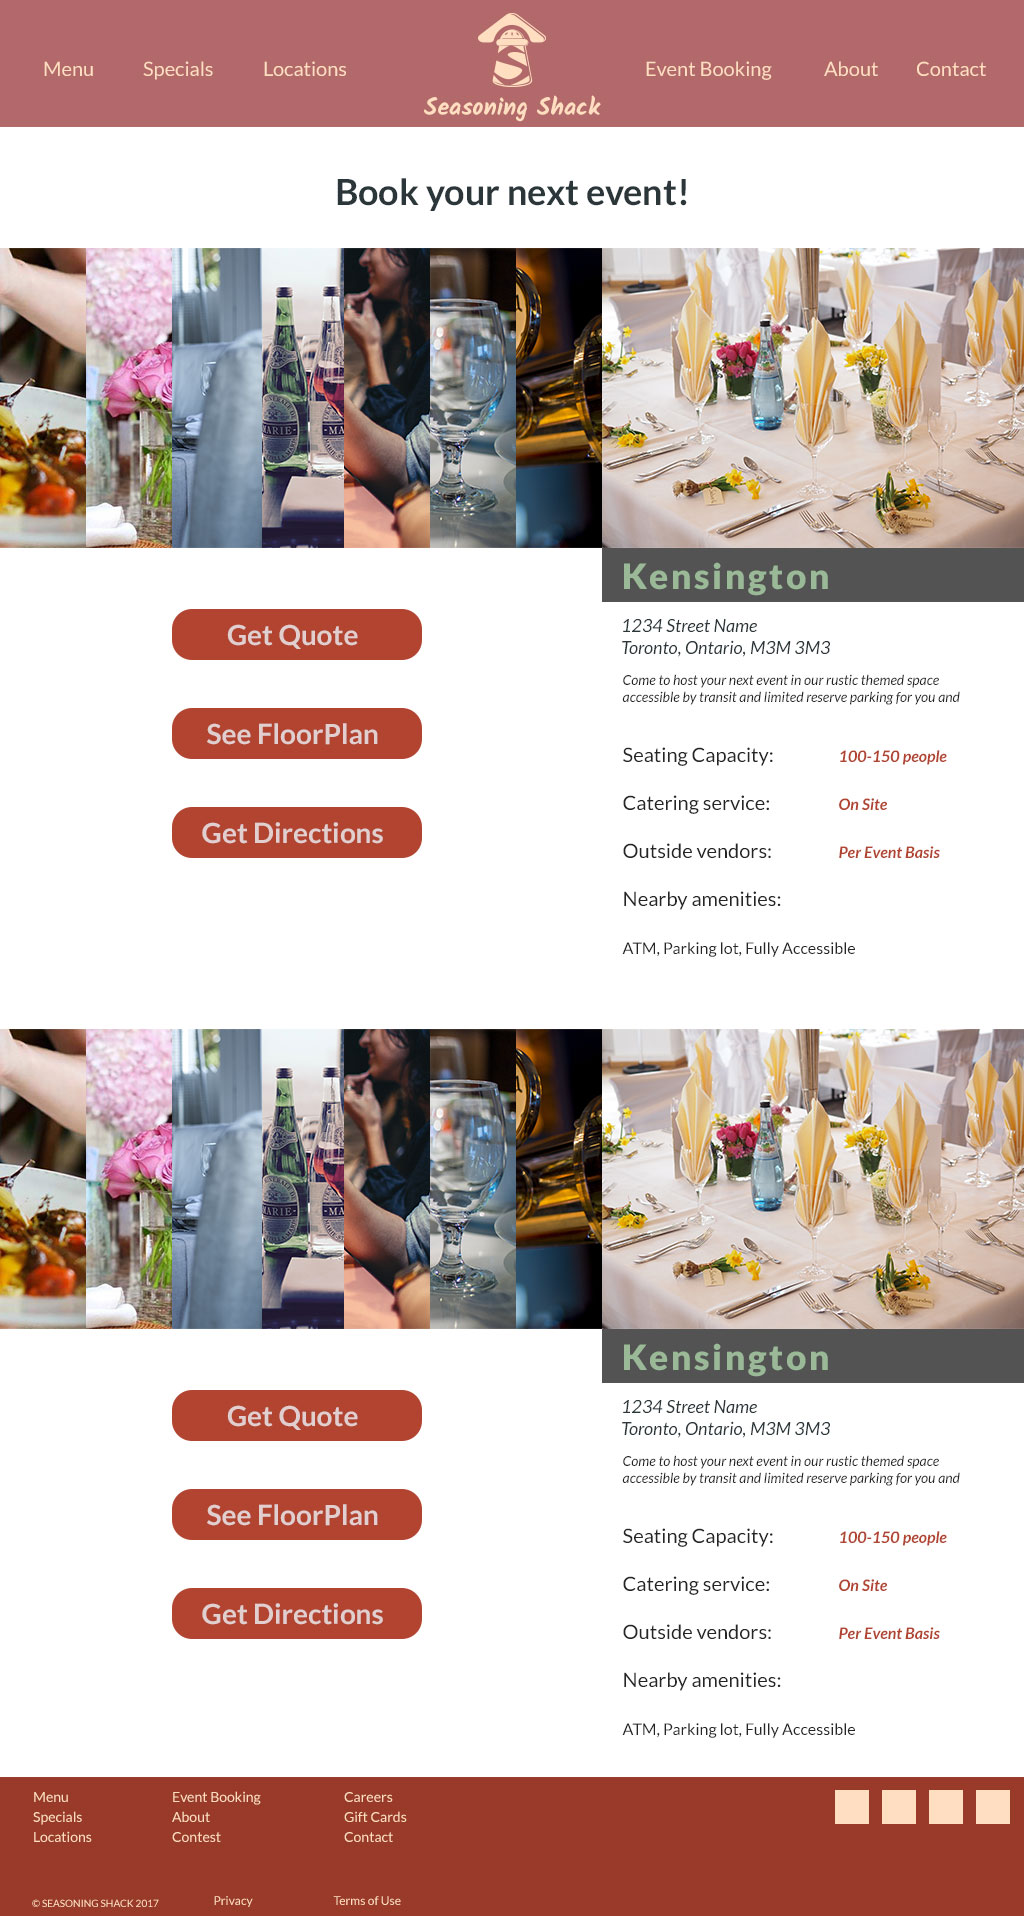 Menu Specials Locations Event Booking About Contact
Seasoning Shack
Book your next event!
MARIE MA
Kensington
1234 Street Name
Toronto, Ontario, M3M 3M3
Come to host your next event in our rustic themed space
accessible by transit and limited reserve parking for you and
Get Quote
See FloorPlan
Get Directions
Seating Capacity: 100-150 people
Catering service: On Site
Outside vendors: Per Event Basis
Nearby amenities:
ATM, Parking lot, Fully Accessible
MARIE MA
Kensington
1234 Street Name
Toronto, Ontario, M3M 3M3
Come to host your next event in our rustic themed space
accessible by transit and limited reserve parking for you and
Get Quote
See FloorPlan
Get Directions
Seating Capacity: 100-150 people
Catering service: On Site
Outside vendors: Per Event Basis
Nearby amenities:
ATM, Parking lot, Fully Accessible
Menu Event Booking Careers
Specials About Gift Cards
Locations Contest Contact
© SEASONING SHACK 2017 Privacy Terms of Use